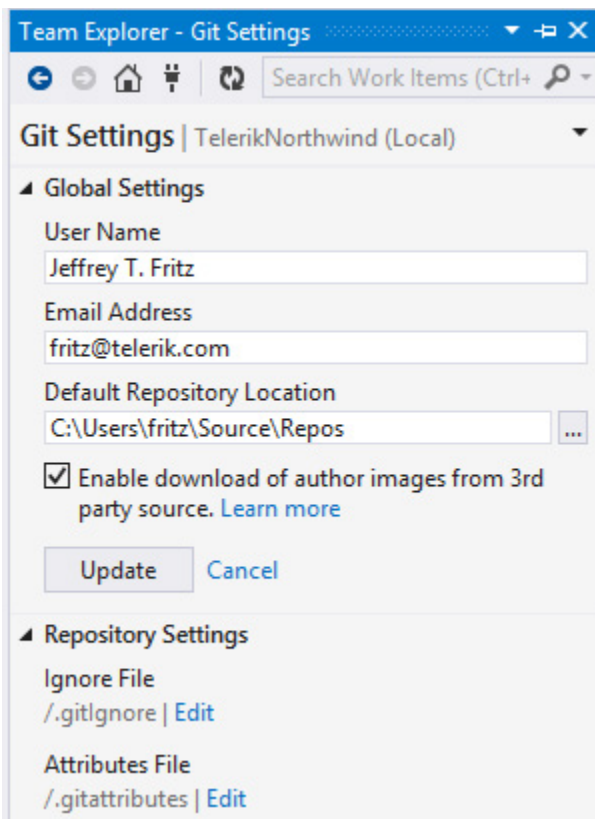 Team Explorer - Git Settings
Search Work Items (Ctrl+
Git Settings | TelerikNorthwind (Local)
Global Settings
User Name
Jeffrey T. Fritz
Email Address
fritz@telerik.com
Default Repository Location
C:\Users\fritz\Source\Repos
...
Enable download of author images from 3rd
party source. Learn more
Update Cancel
Repository Settings
Ignore File
/.gitIgnore | Edit
Attributes File
/.gitattributes | Edit